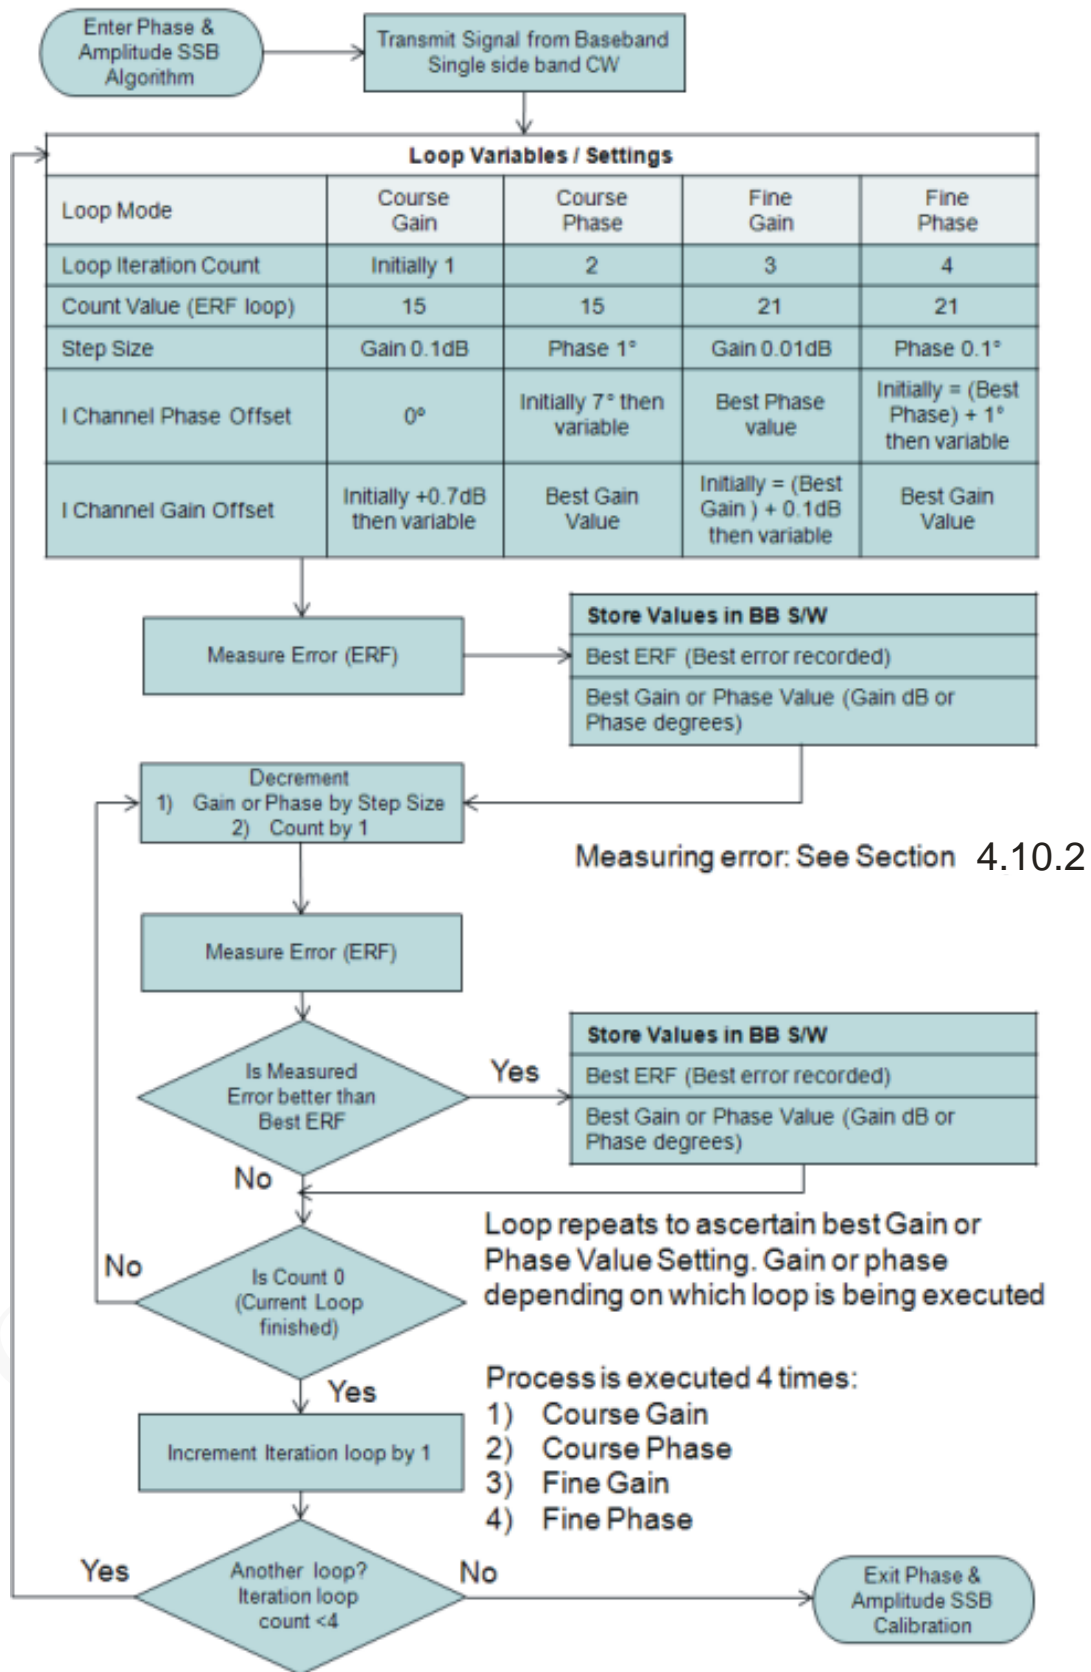 Enter Phase &
Amplitude SSB
Algorithm
Transmit Signal from Baseband
Single side band CW
Loop Variables / Settings
Loop Mode
Course
Gain
Course
Phase
Fine
Gain
Fine
Phase
Loop Iteration Count
Initially 1
2
3
4
Count Value (ERF loop)
15
15
21
21
Step Size
Gain 0.1dB
Phase 1°
Gain 0.01dB
Phase 0.1°
I Channel Phase Offset
0º
Initially 7° then
variable
Best Phase
value
Initially = (Best
Phase) + 1°
then variable
I Channel Gain Offset
Initially +0.7dB
then variable
Best Gain
Value
Initially = (Best
Gain ) + 0.1dB
then variable
Best Gain
Value
Measure Error (ERF)
Store Values in BB S/W
Best ERF (Best error recorded)
Best Gain or Phase Value (Gain dB or
Phase degrees)
Decrement
1) Gain or Phase by Step Size
2) Count by 1
Measuring error: See Section 4.10.2
Measure Error (ERF)
Is Measured
Error better than
Best ERF
Yes
Store Values in BB S/W
Best ERF (Best error recorded)
Best Gain or Phase Value (Gain dB or
Phase degrees)
No
Loop repeats to ascertain best Gain or
Phase Value Setting. Gain or phase
depending on which loop is being executed
No
Is Count 0
(Current Loop
finished)
Yes
Process is executed 4 times:
1) Course Gain
2) Course Phase
3) Fine Gain
4) Fine Phase
Increment Iteration loop by 1
Yes
Another loop?
Iteration loop
count <4
No
Exit Phase &
Amplitude SSB
Calibration